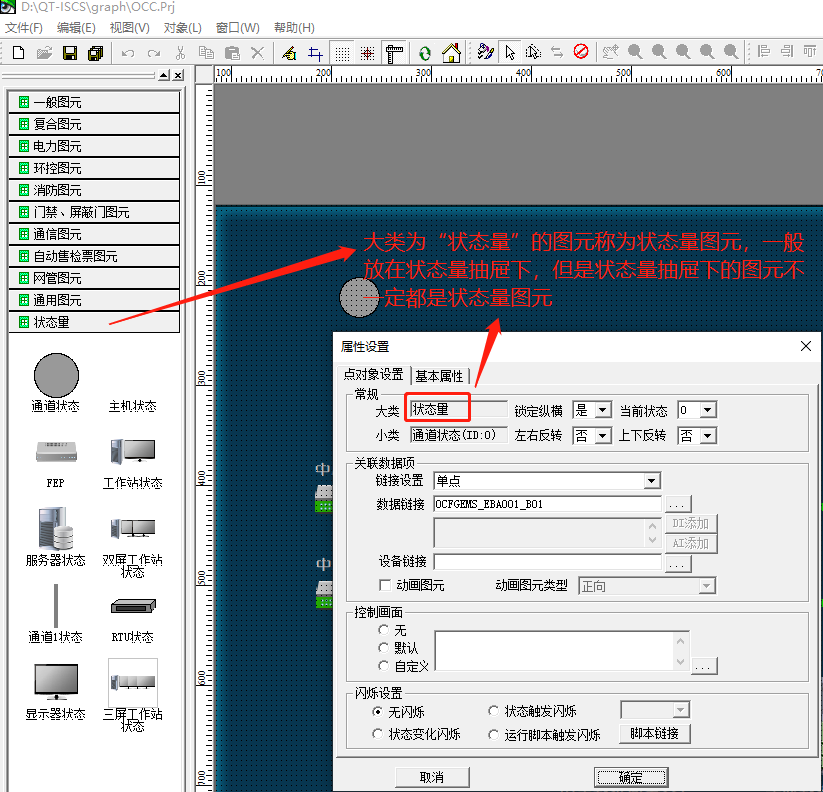 D:\QT-ISCS\graph\OCC.Prj
文件(F) 编辑(E) 视图(V) 对象(L) 窗口(W) 帮助(H)
100 200 300 400 500 600
一般图元
复合图元
电力图元
环控图元
消防图元
门禁、屏蔽门图元
通信图元
自动售检票图元
网管图元
通用图元
状态量
100
200
300
400
500
600
700
大类为“状态量”的图元称为状态量图元，一般
放在状态量抽屉下，但是状态量抽屉下的图元不
一定都是状态量图元
通道状态 主机状态
FEP 工作站状态
服务器状态 双屏工作站
状态
通道1状态 RTU状态
显示器状态 三屏工作站
状态
中
中
属性设置
点对象设置 基本属性
常规
大类 状态量 锁定纵横 是 当前状态 0
小类 通道状态(ID:0) 左右反转 否 上下反转 否
关联数据项
链接设置 单点
数据链接 OCFGEMS_EBA001_B01 ...
DI添加
AI添加
设备链接 ...
动画图元 动画图元类型 正向
控制画面
无
默认
自定义 ...
闪烁设置
无闪烁 状态触发闪烁
状态变化闪烁 运行脚本触发闪烁 脚本链接
取消 确定